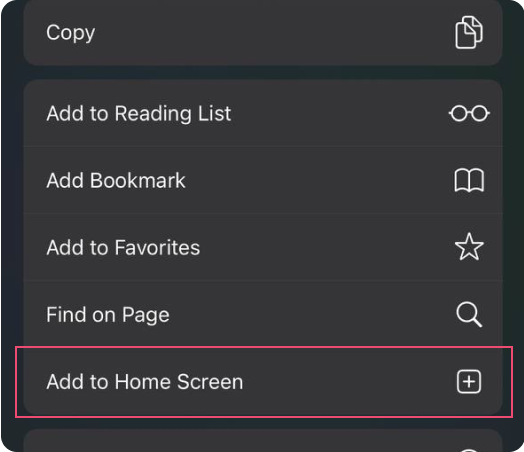 Copy
Add to Reading List
Add Bookmark
Add to Favorites
Find on Page
Add to Home Screen